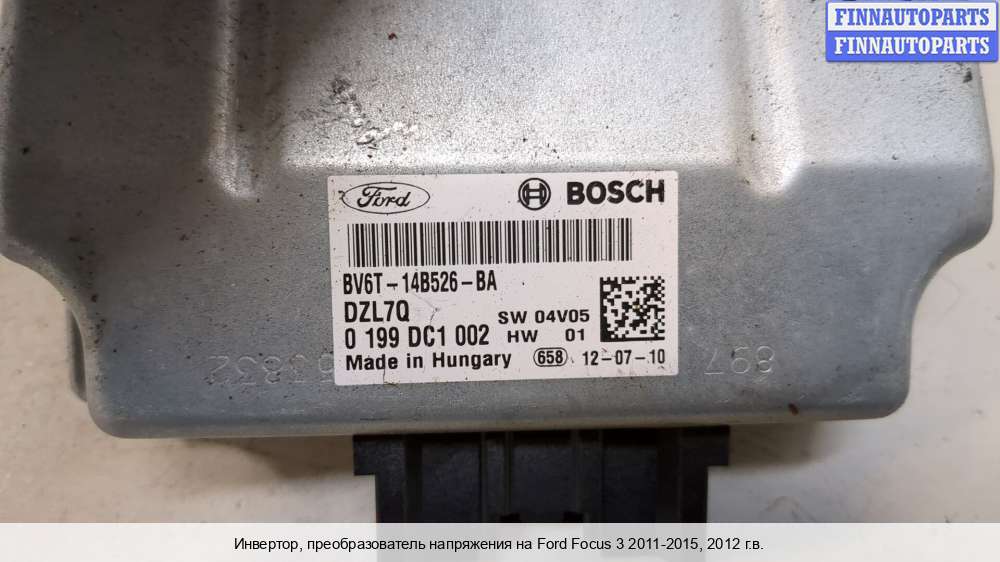 FINNAUTOPARTS
FINNAUTOPARTS
Ford
BOSCH
BV6T-14B526-BA
DZL7Q
SW 04V05
0 199 DC1 002
HW 01
Made in Hungary
658
12-07-10
Инвертор, преобразователь напряжения на Ford Focus 3 2011-2015, 2012 г.в.